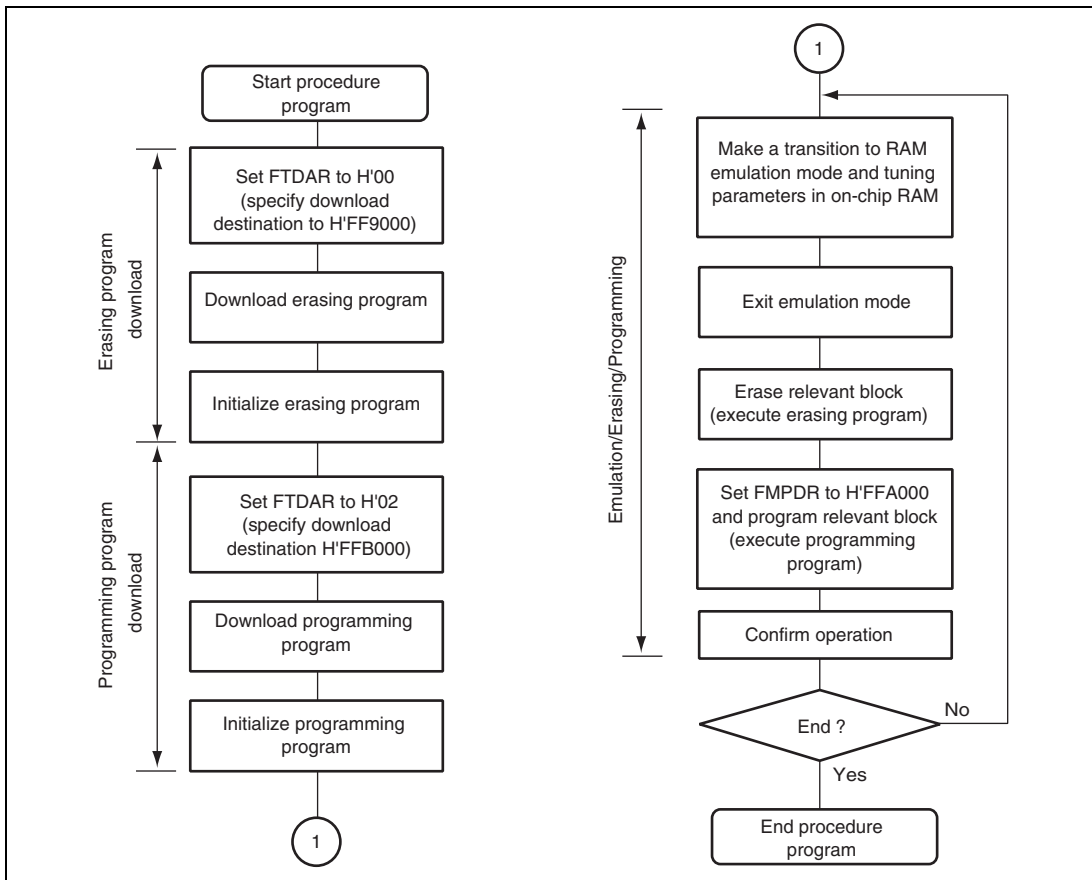 Start procedure
program
Erasing program
download
Set FTDAR to H'00
(specify download
destination to H'FF9000)
Download erasing program
Initialize erasing program
Programming program
download
Set FTDAR to H'02
(specify download
destination H'FFB000)
Download programming
program
Initialize programming
program
1
1
Emulation/Erasing/Programming
Make a transition to RAM
emulation mode and tuning
parameters in on-chip RAM
Exit emulation mode
Erase relevant block
(execute erasing program)
Set FMPDR to H'FFA000
and program relevant block
(execute programming
program)
Confirm operation
End ?
No
Yes
End procedure
program